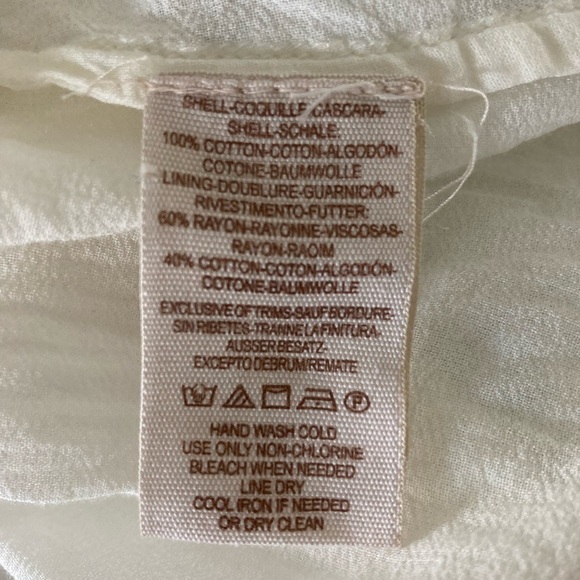 SHELL-COQUILLE CASCARA-
SHELL-SCHALE:
100% COTTON-COTON-ALGODÓN-
COTONE-BAUMWOLLE
LINING-DOUBLURE-GUARNICIÓN-
RIVESTIMENTO-FUTTER:
60% RAYON-RAYONNE-VISCOSAS-
RAYON-RAOIM
40% COTTON-COTON-ALGODÓN-
COTONE-BAUMWOLLE
EXCLUSIVE OF TRIMS-SAUF BORDURE-
SIN RIBETES-TRANNE LA FINITURA-
AUSSER BESATZ.
EXCEPTO DEBRUM/REMATE
P
HAND WASH COLD
USE ONLY NON-CHLORINE
BLEACH WHEN NEEDED
LINE DRY
COOL IRON IF NEEDED
OR DRY CLEAN